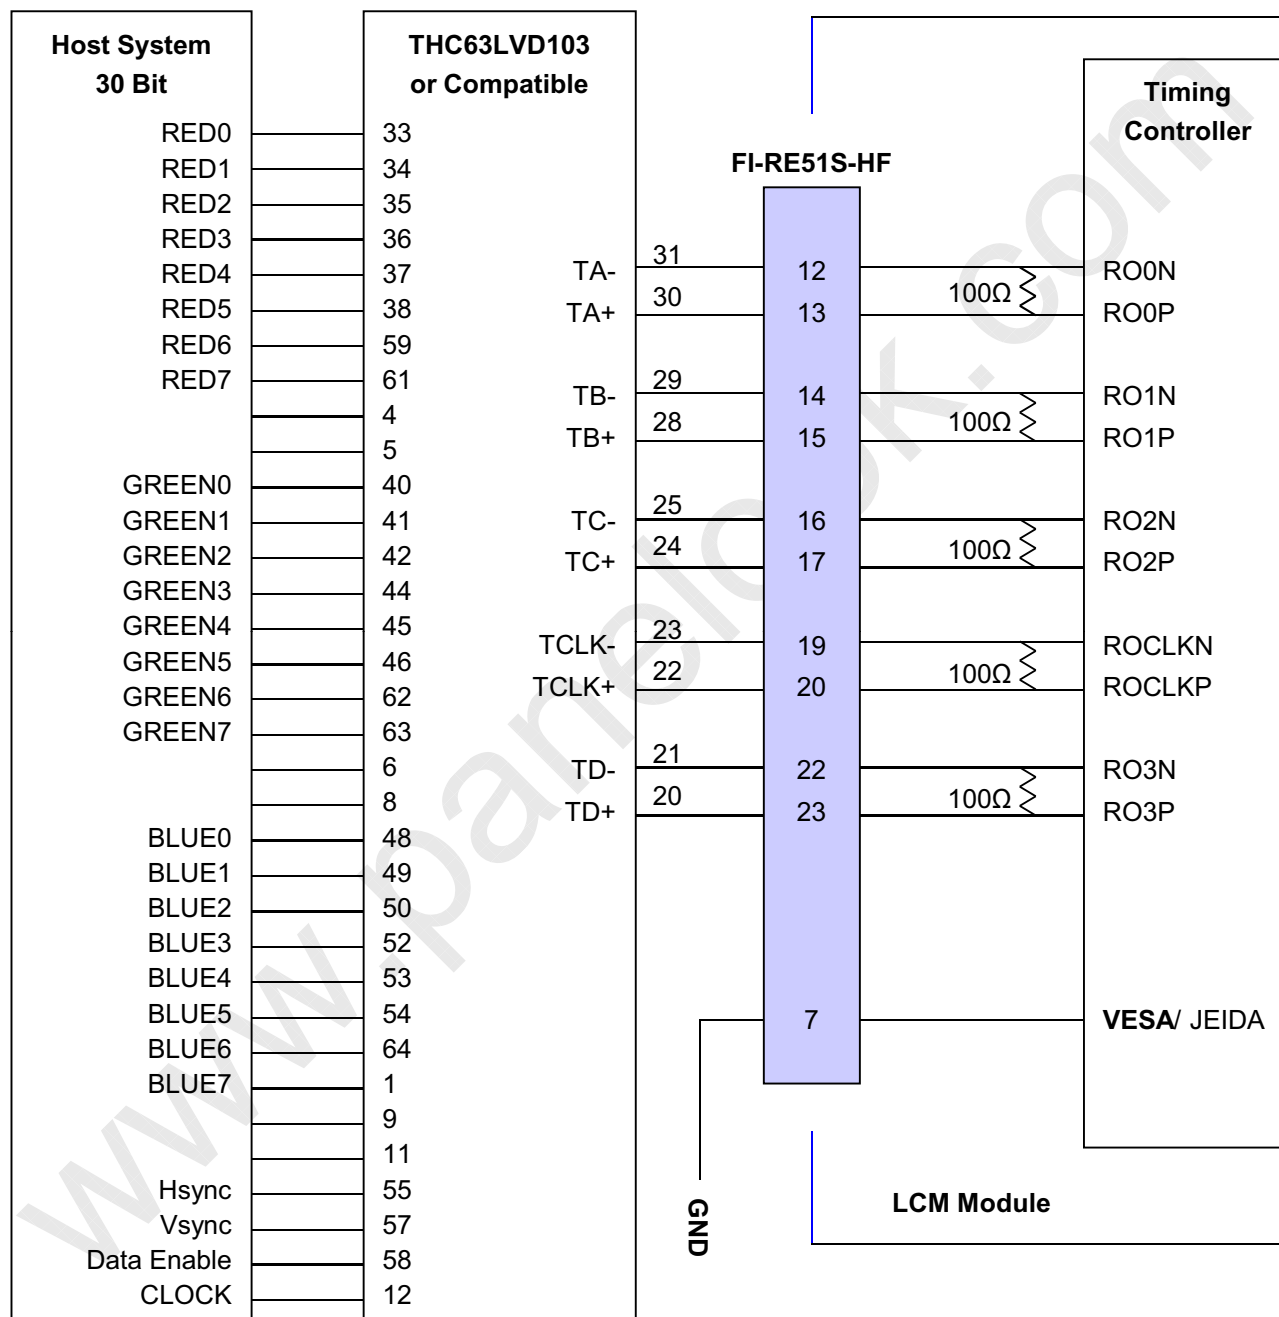 Host System
30 Bit
RED0
RED1
RED2
RED3
RED4
RED5
RED6
RED7
GREEN0
GREEN1
GREEN2
GREEN3
GREEN4
GREEN5
GREEN6
GREEN7
BLUE0
BLUE1
BLUE2
BLUE3
BLUE4
BLUE5
BLUE6
BLUE7
Hsync
Vsync
Data Enable
CLOCK
THC63LVD103
or Compatible
33
34
35
36
37
38
59
61
4
5
40
41
42
44
45
46
62
63
6
8
48
49
50
52
53
54
64
1
9
11
55
57
58
12
TA- 31
TA+ 30
TB- 29
TB+ 28
TC- 25
TC+ 24
TCLK- 23
TCLK+ 22
TD- 21
TD+ 20
FI-RE51S-HF
12
13
14
15
16
17
19
20
22
23
7
GND
100Ω
100Ω
100Ω
100Ω
100Ω
Timing
Controller
RO0N
RO0P
RO1N
RO1P
RO2N
RO2P
ROCLKN
ROCLKP
RO3N
RO3P
VESA/ JEIDA
LCM Module
www.panelook.com